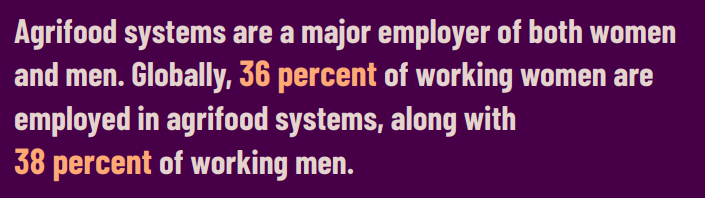 Agrifood systems are a major employer of both women
and men. Globally, 36 percent of working women are
employed in agrifood systems, along with
38 percent of working men.